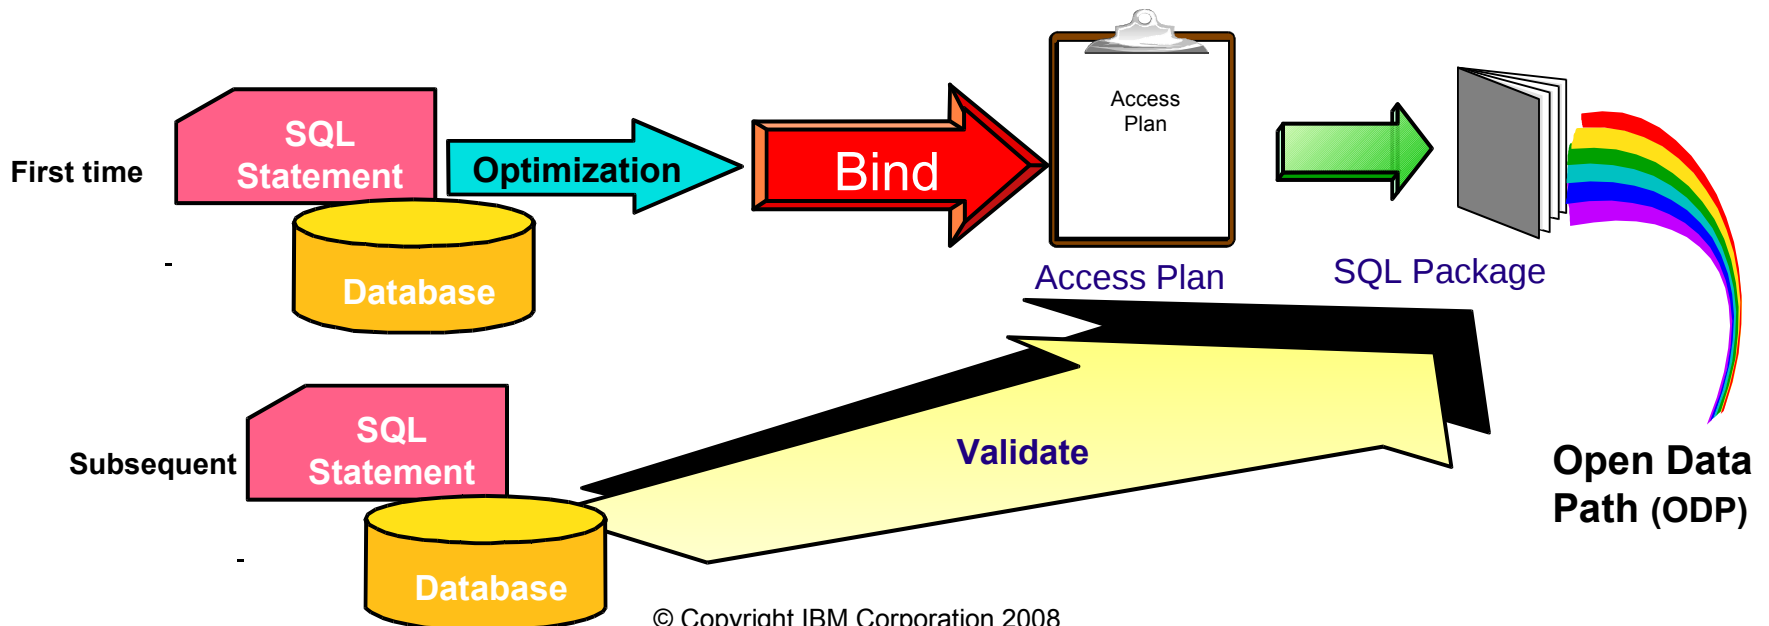 First time
SQL
Statement
Database
Optimization
Bind
Access
Plan
Access Plan
SQL Package
Subsequent
SQL
Statement
Database
Validate
Open Data
Path (ODP)
© Copyright IBM Corporation 2008